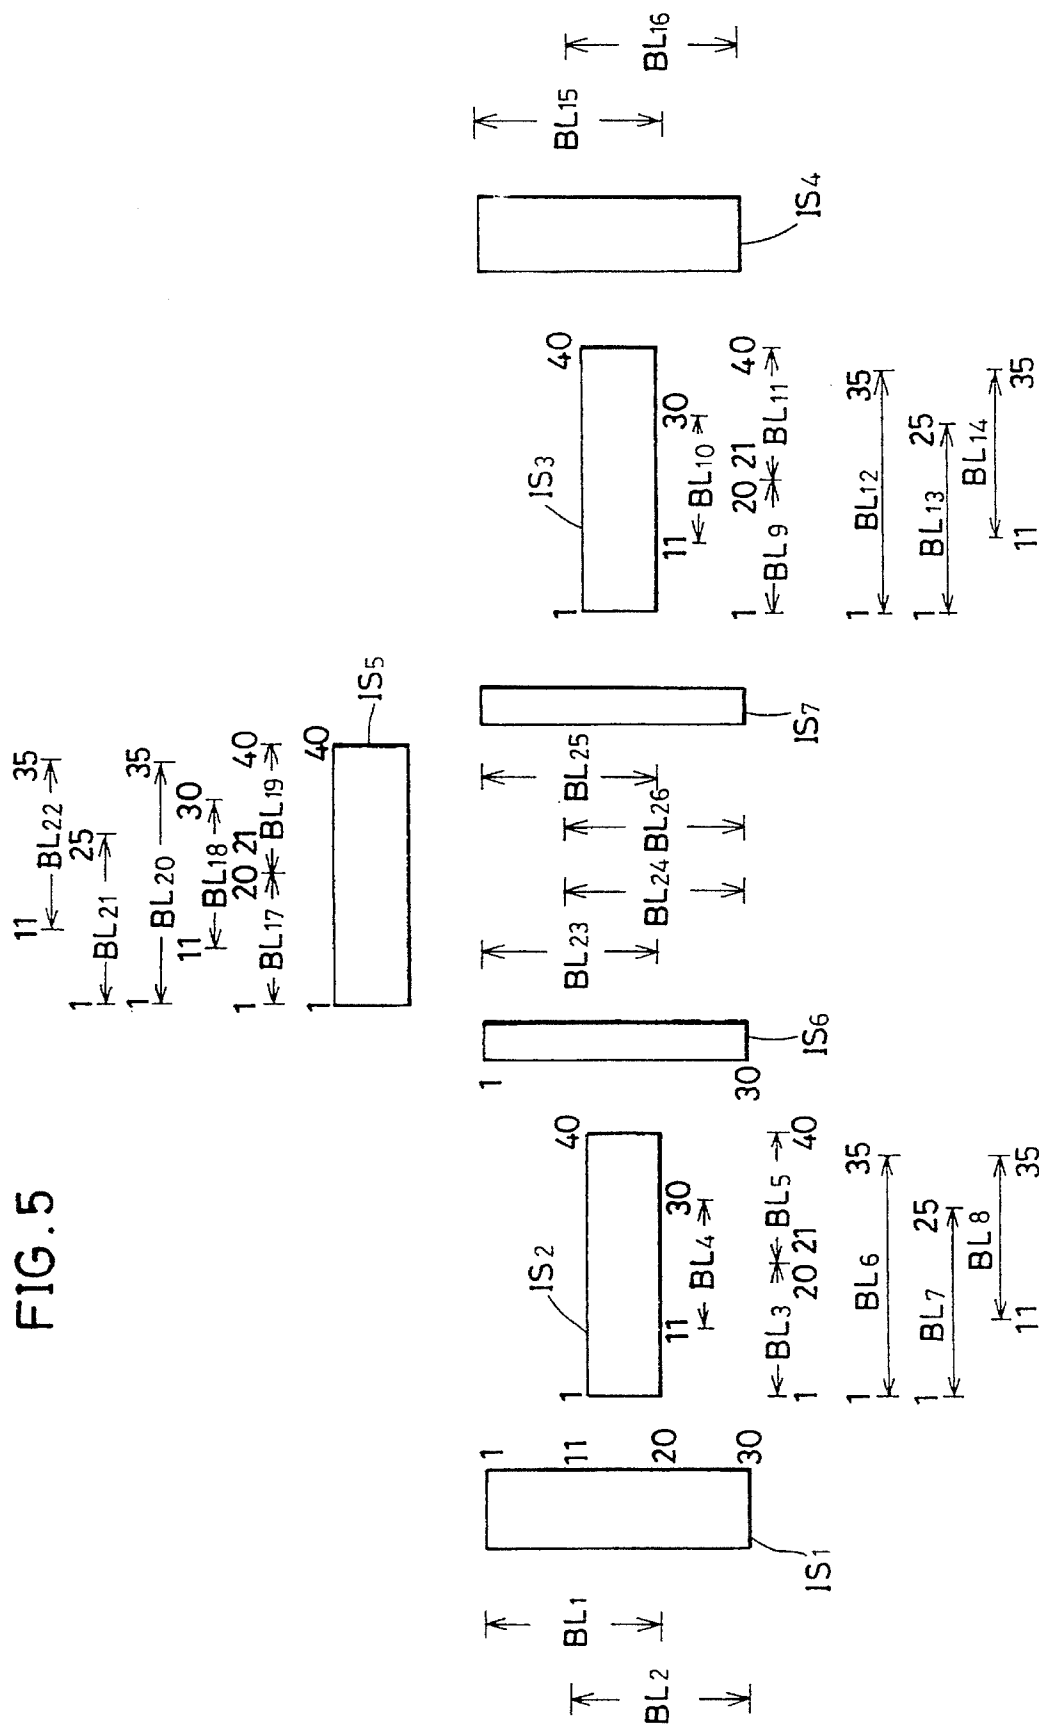 FIG. 5
11 35
BL22
25
1 BL21
1 35
BL20
11 30
BL18
1 20 21 40
BL17 BL19
1 40
IS5
BL1
BL2
1
11
20
30
IS1
IS2
1 40
11 30
BL4
BL3 BL5
1 20 21 40
1 35
BL6
1 25
BL7
BL8
11 35
1
30
IS6
BL23
BL24
BL25
BL26
IS7
IS3
1 40
11 30
BL10
1 20 21 40
BL9 BL11
1 35
BL12
1 25
BL13
BL14
11 35
IS4
BL15
BL16